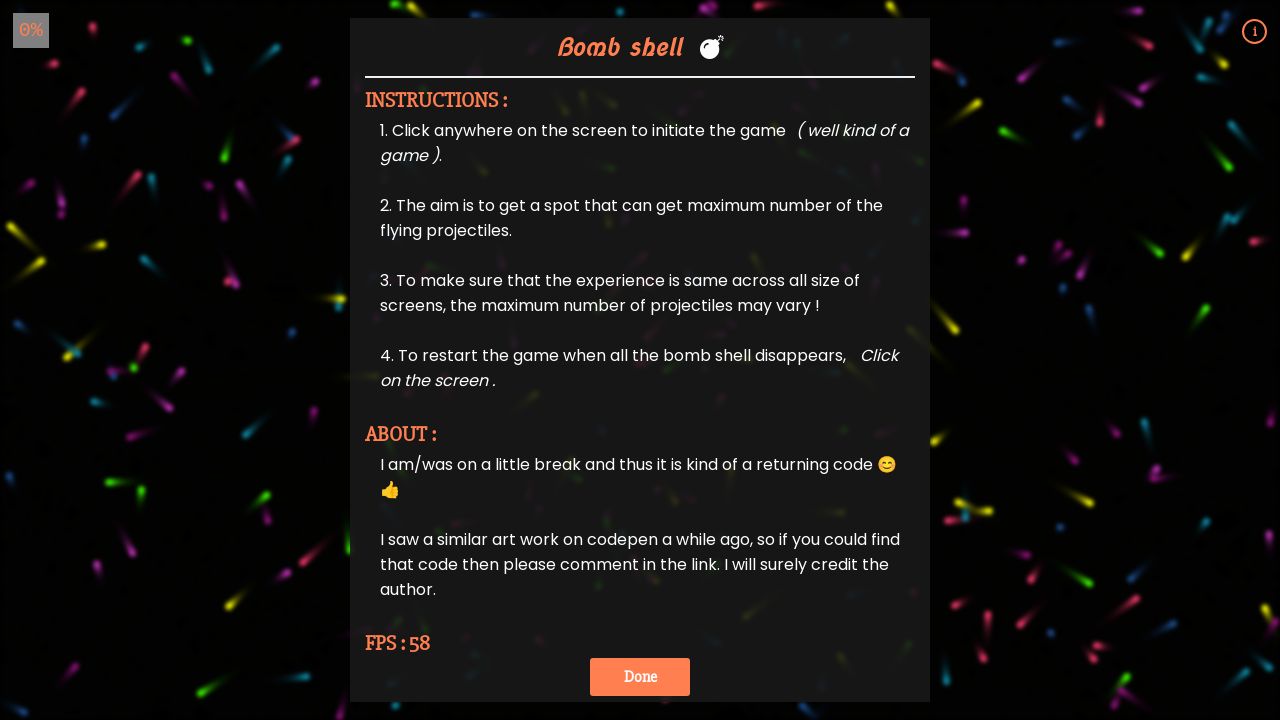 0%
Bomb shell 💣
i
INSTRUCTIONS :
1. Click anywhere on the screen to initiate the game ( well kind of a
game ).
2. The aim is to get a spot that can get maximum number of the
flying projectiles.
3. To make sure that the experience is same across all size of
screens, the maximum number of projectiles may vary !
4. To restart the game when all the bomb shell disappears, Click
on the screen .
ABOUT :
I am/was on a little break and thus it is kind of a returning code 😊
👍
I saw a similar art work on codepen a while ago, so if you could find
that code then please comment in the link. I will surely credit the
author.
FPS : 58
Done